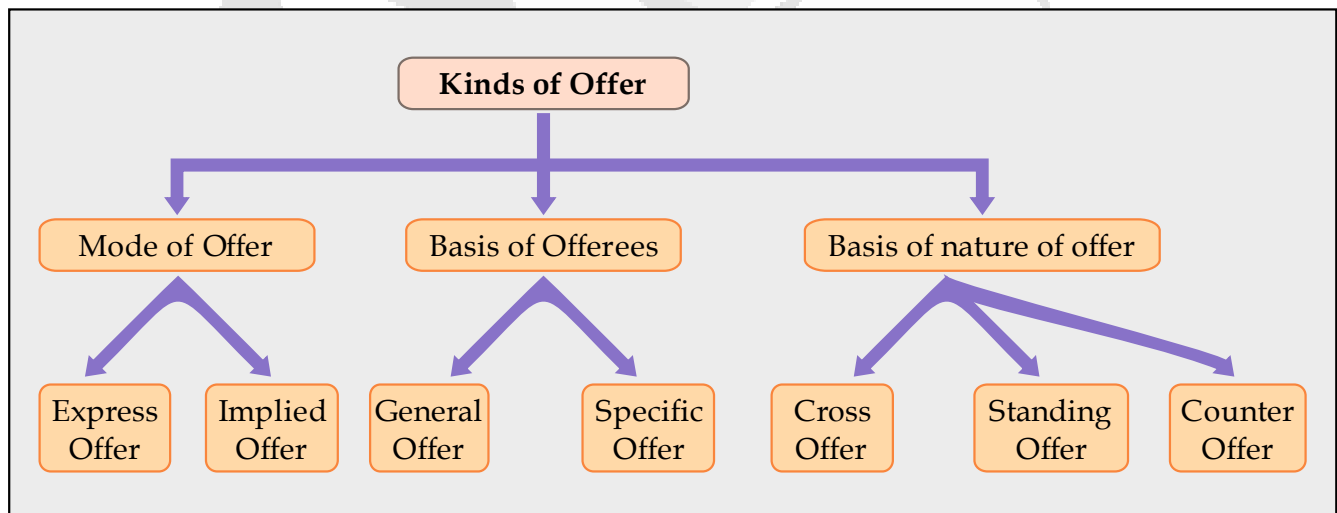 Kinds of Offer
Mode of Offer
Basis of Offerees
Basis of nature of offer
Express
Offer
Implied
Offer
General
Offer
Specific
Offer
Cross
Offer
Standing
Offer
Counter
Offer